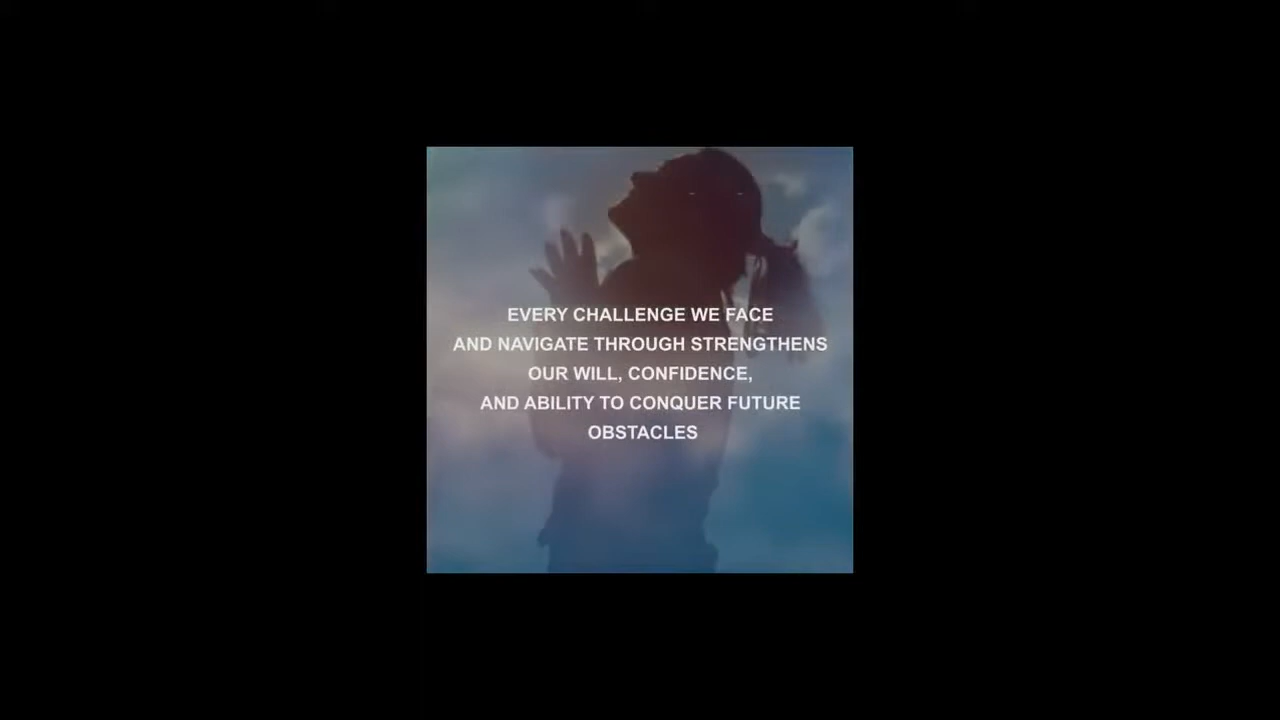 EVERY CHALLENGE WE FACE
AND NAVIGATE THROUGH STRENGTHENS
OUR WILL, CONFIDENCE,
AND ABILITY TO CONQUER FUTURE
OBSTACLES